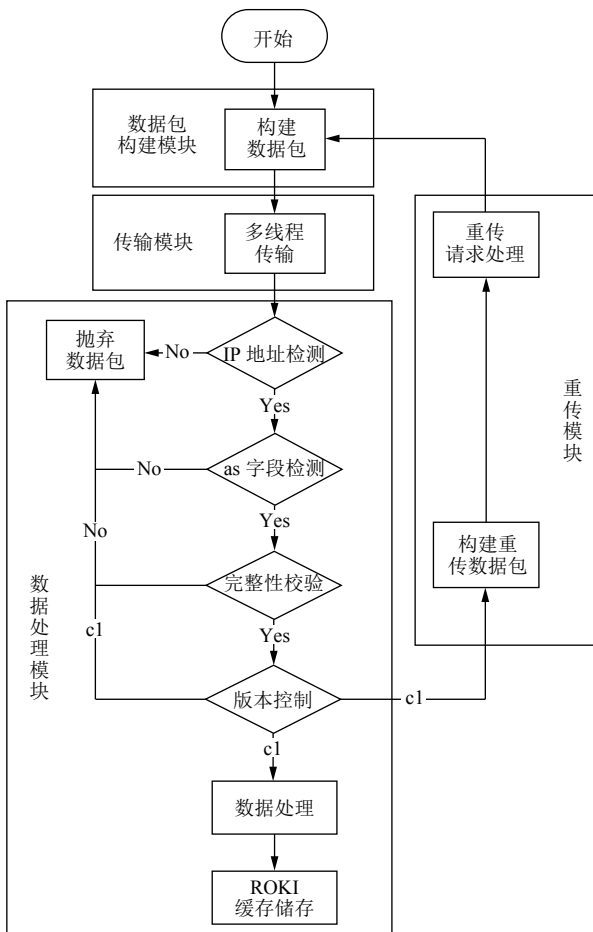 开始
数据包
构建模块
构建
数据包
传输模块
多线程
传输
重传
请求处理
抛弃
数据包
No
IP 地址检测
Yes
重传模块
No
as 字段检测
No
Yes
构建重
传数据包
完整性校验
数据处理模块
c1
Yes
版本控制
c1
c1
数据处理
ROKI
缓存储存